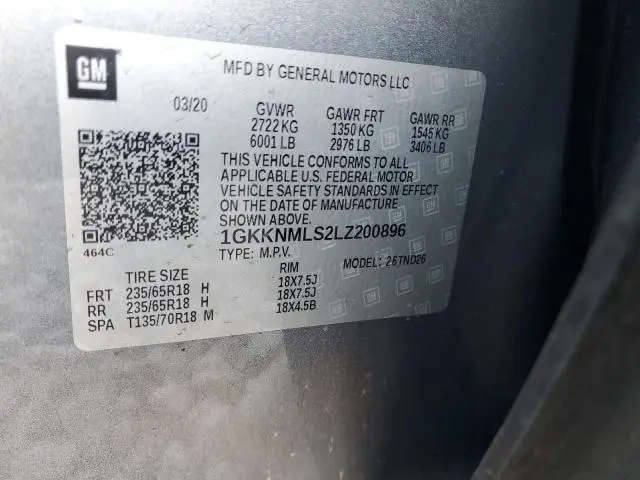 GM
MFD BY GENERAL MOTORS LLC
03/20 GVWR GAWR FRT GAWR RR
2722 KG 1350 KG 1545 KG
6001 LB 2976 LB 3406 LB
THIS VEHICLE CONFORMS TO ALL
APPLICABLE U.S. FEDERAL MOTOR
VEHICLE SAFETY STANDARDS IN EFFECT
ON THE DATE OF MANUFACTURE
SHOWN ABOVE.
1GKKNMLS2LZ200896
464C TYPE: M.P.V. MODEL: 26TND26
TIRE SIZE RIM
FRT 235/65R18 H 18X7.5J
RR 235/65R18 H 18X7.5J
SPA T135/70R18 M 18X4.5B